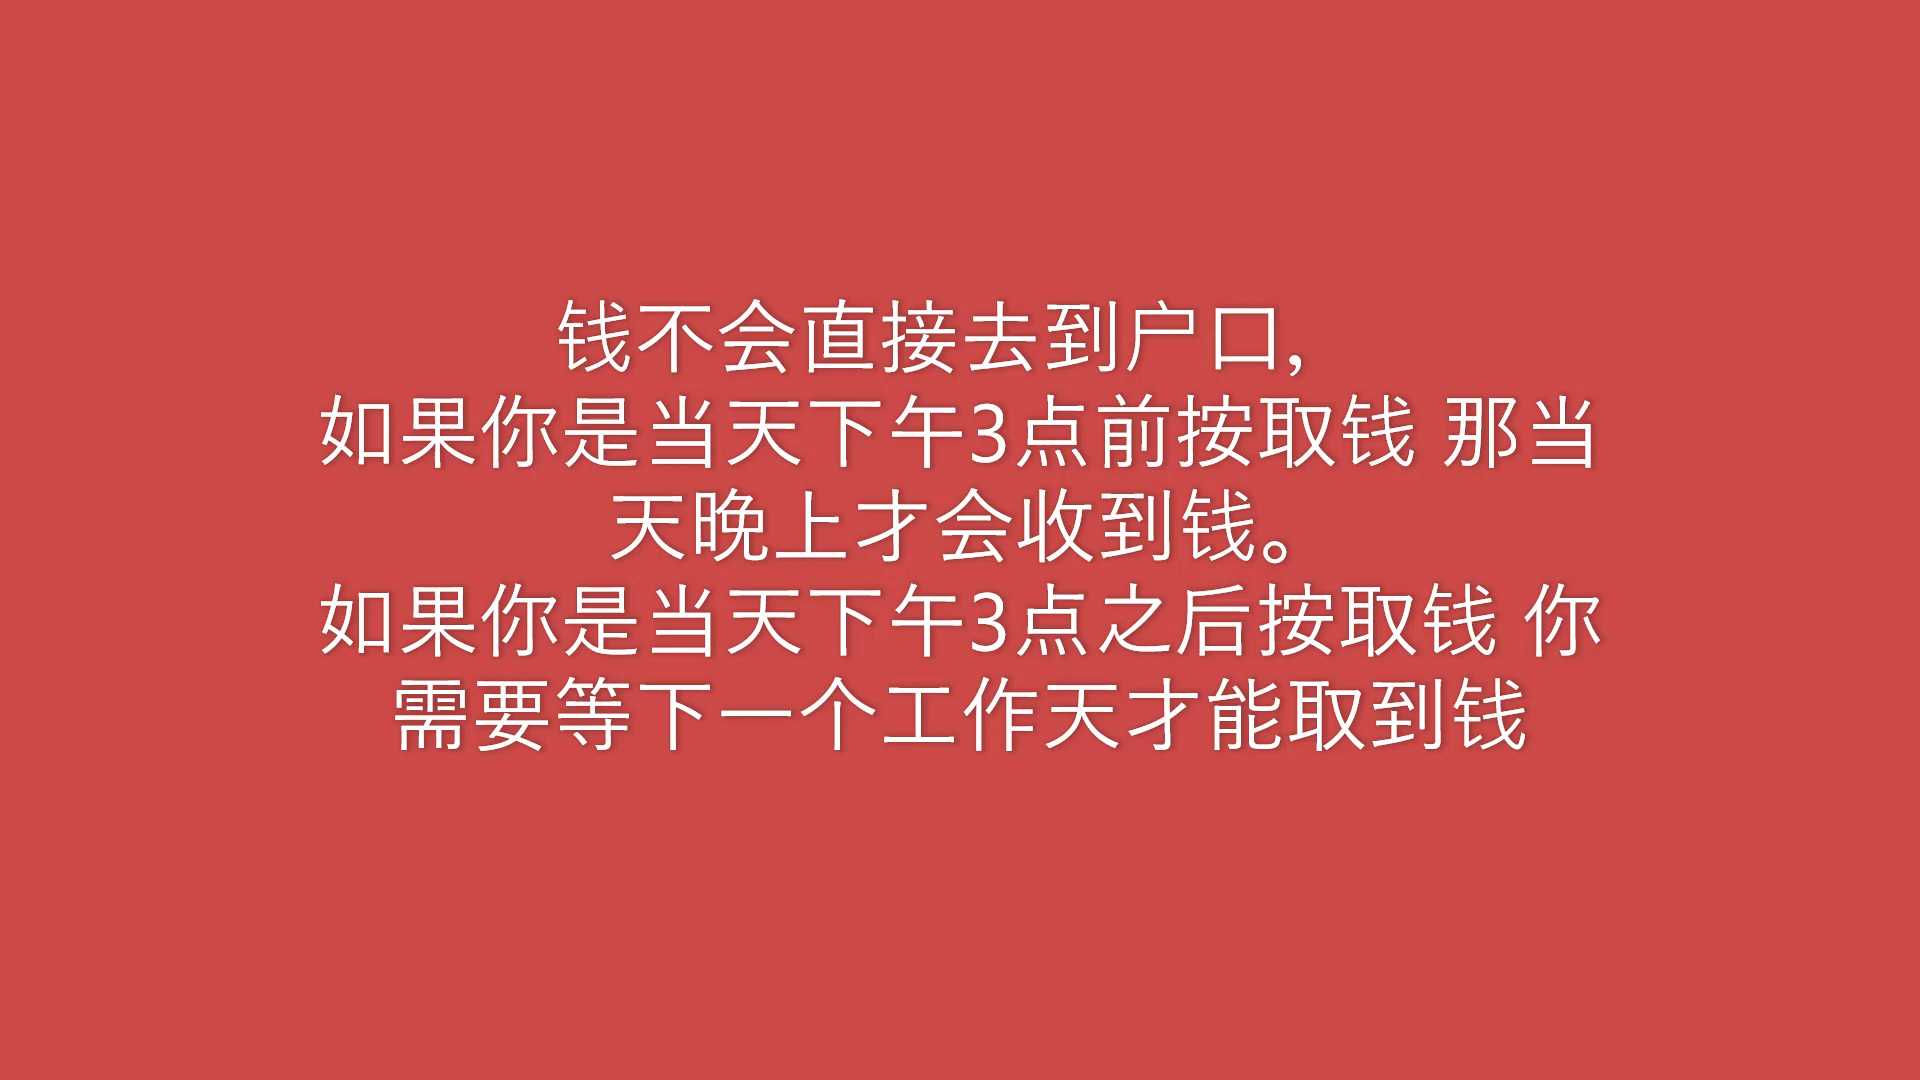 钱不会直接去到户口,
如果你是当天下午3点前按取钱 那当
天晚上才会收到钱。
如果你是当天下午3点之后按取钱 你
需要等下一个工作天才能取到钱